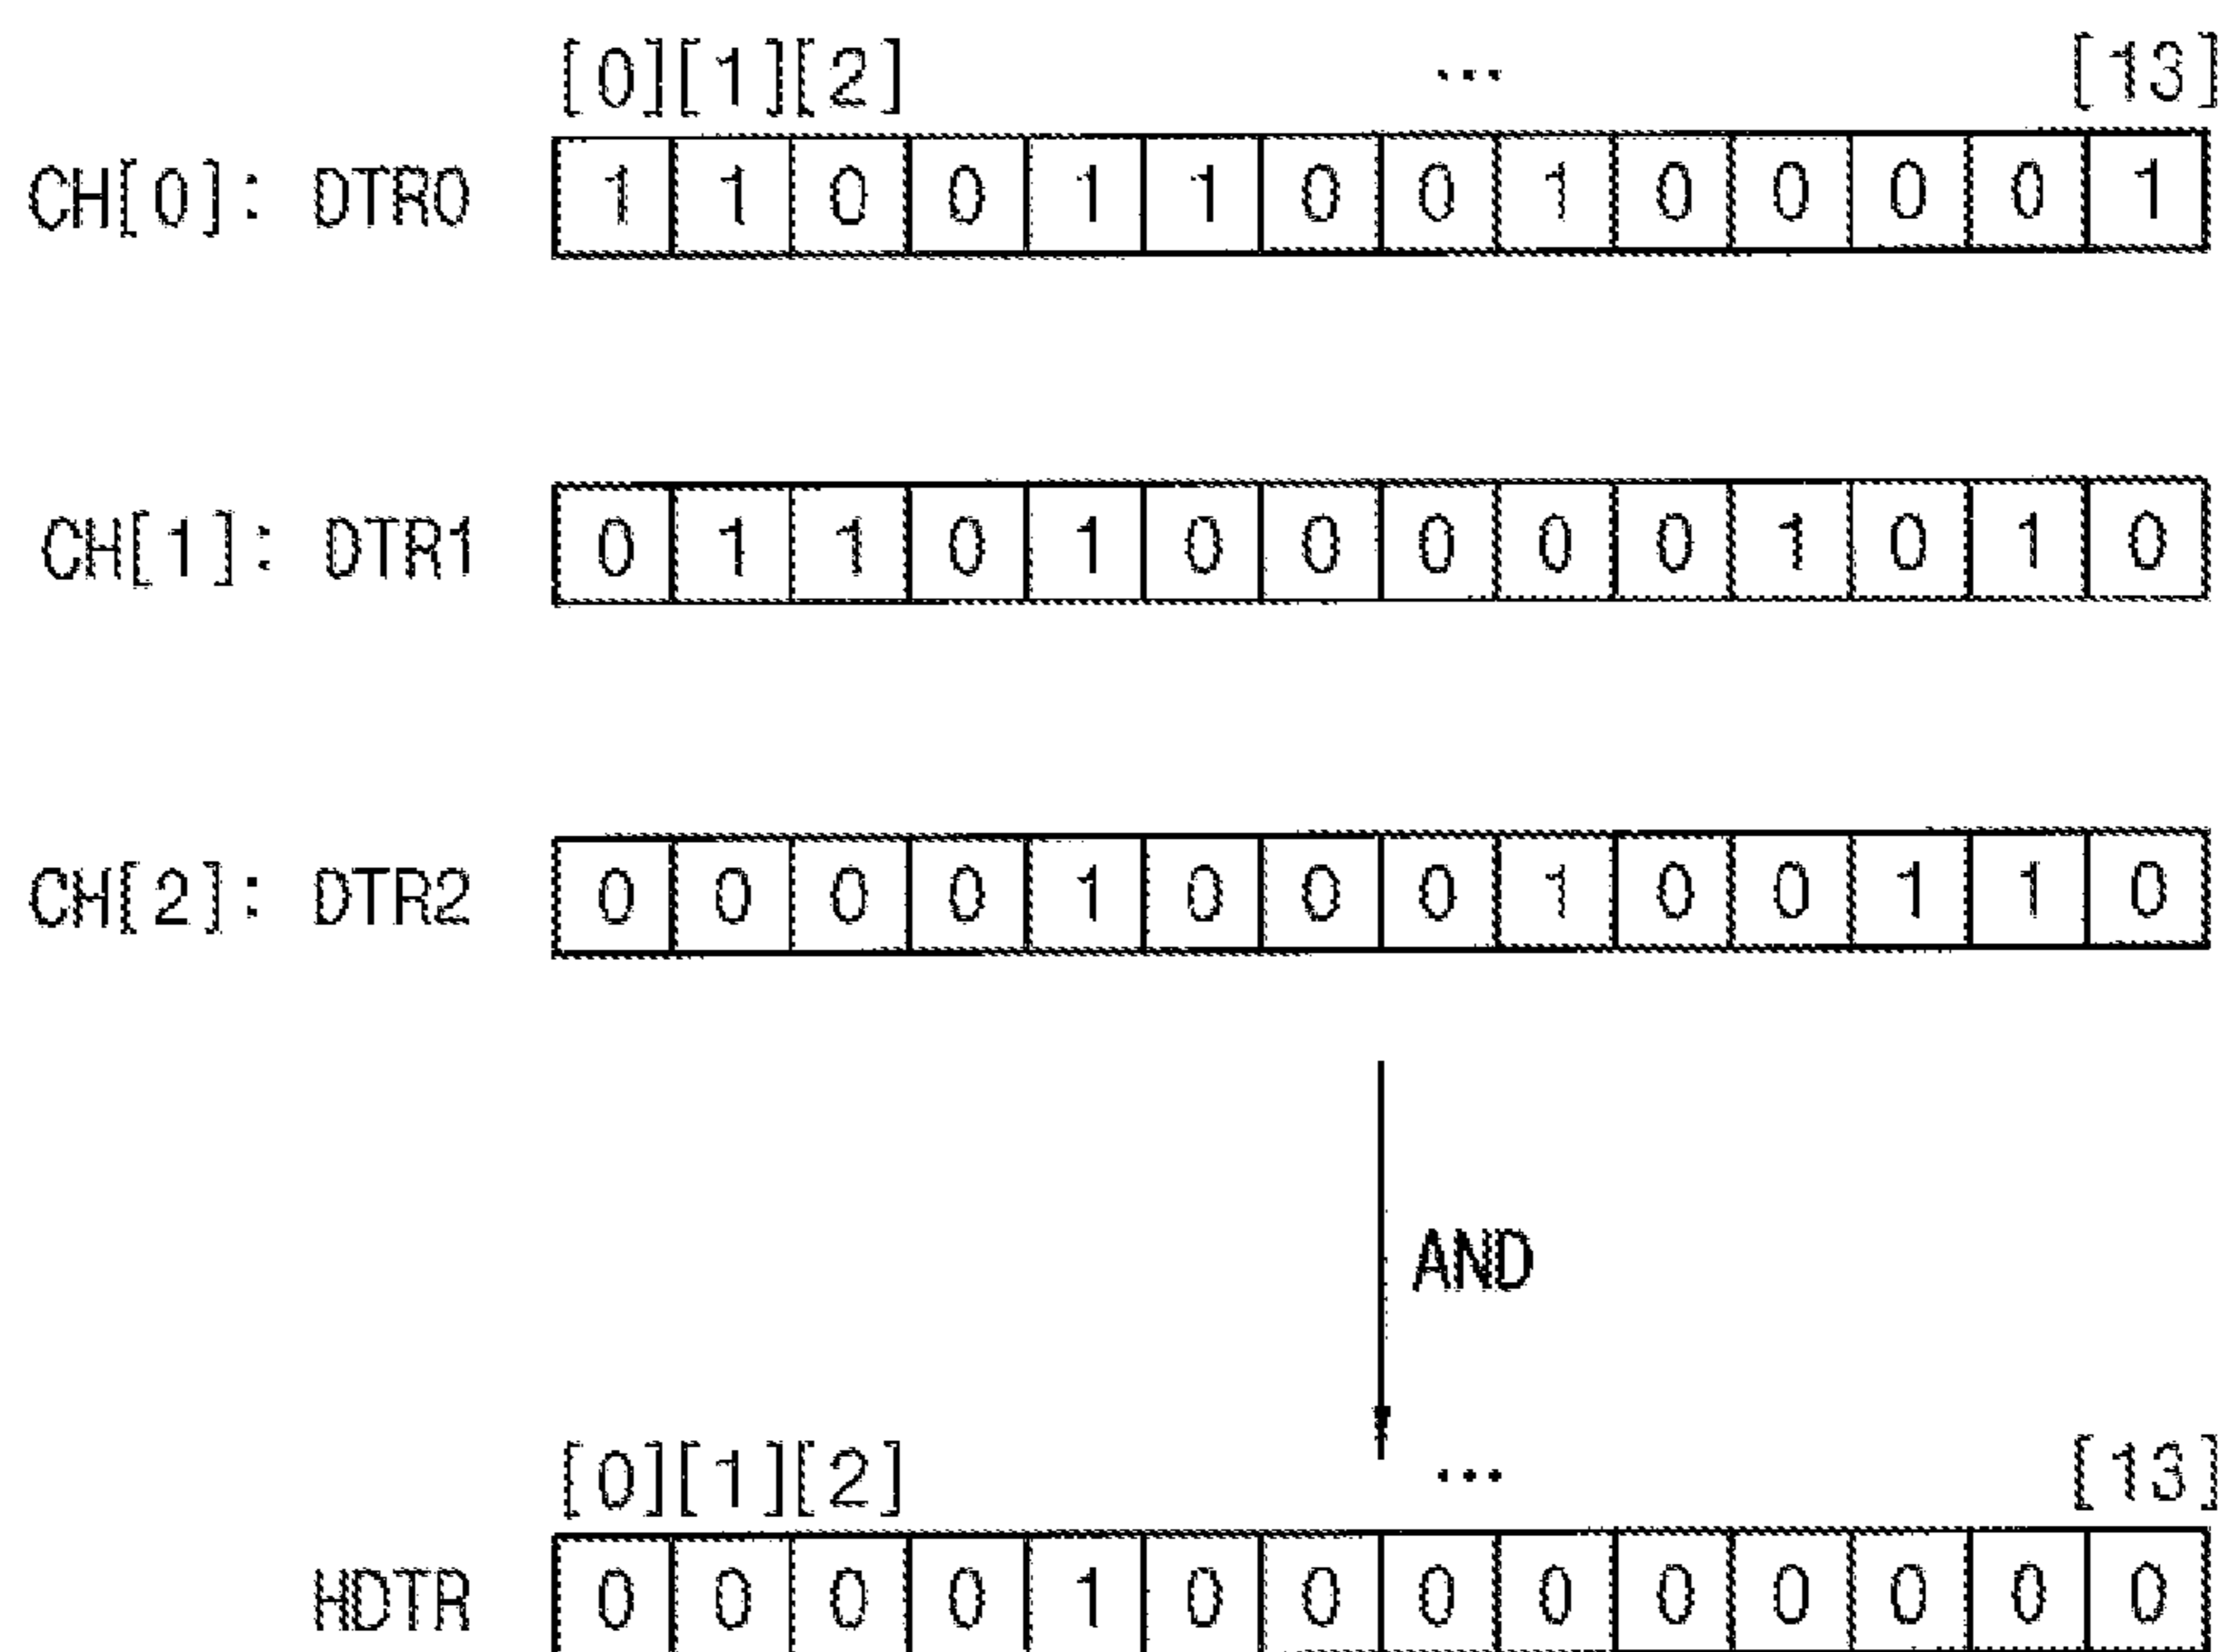 [0][1][2] ... [13]
CH[0]: DTR0 1 1 0 0 1 1 0 0 1 0 0 0 0 1
CH[1]: DTR1 0 1 1 0 1 0 0 0 0 0 1 0 1 0
CH[2]: DTR2 0 0 0 0 1 0 0 0 1 0 0 1 1 0
AND
[0][1][2] ... [13]
HDTR 0 0 0 0 1 0 0 0 0 0 0 0 0 0